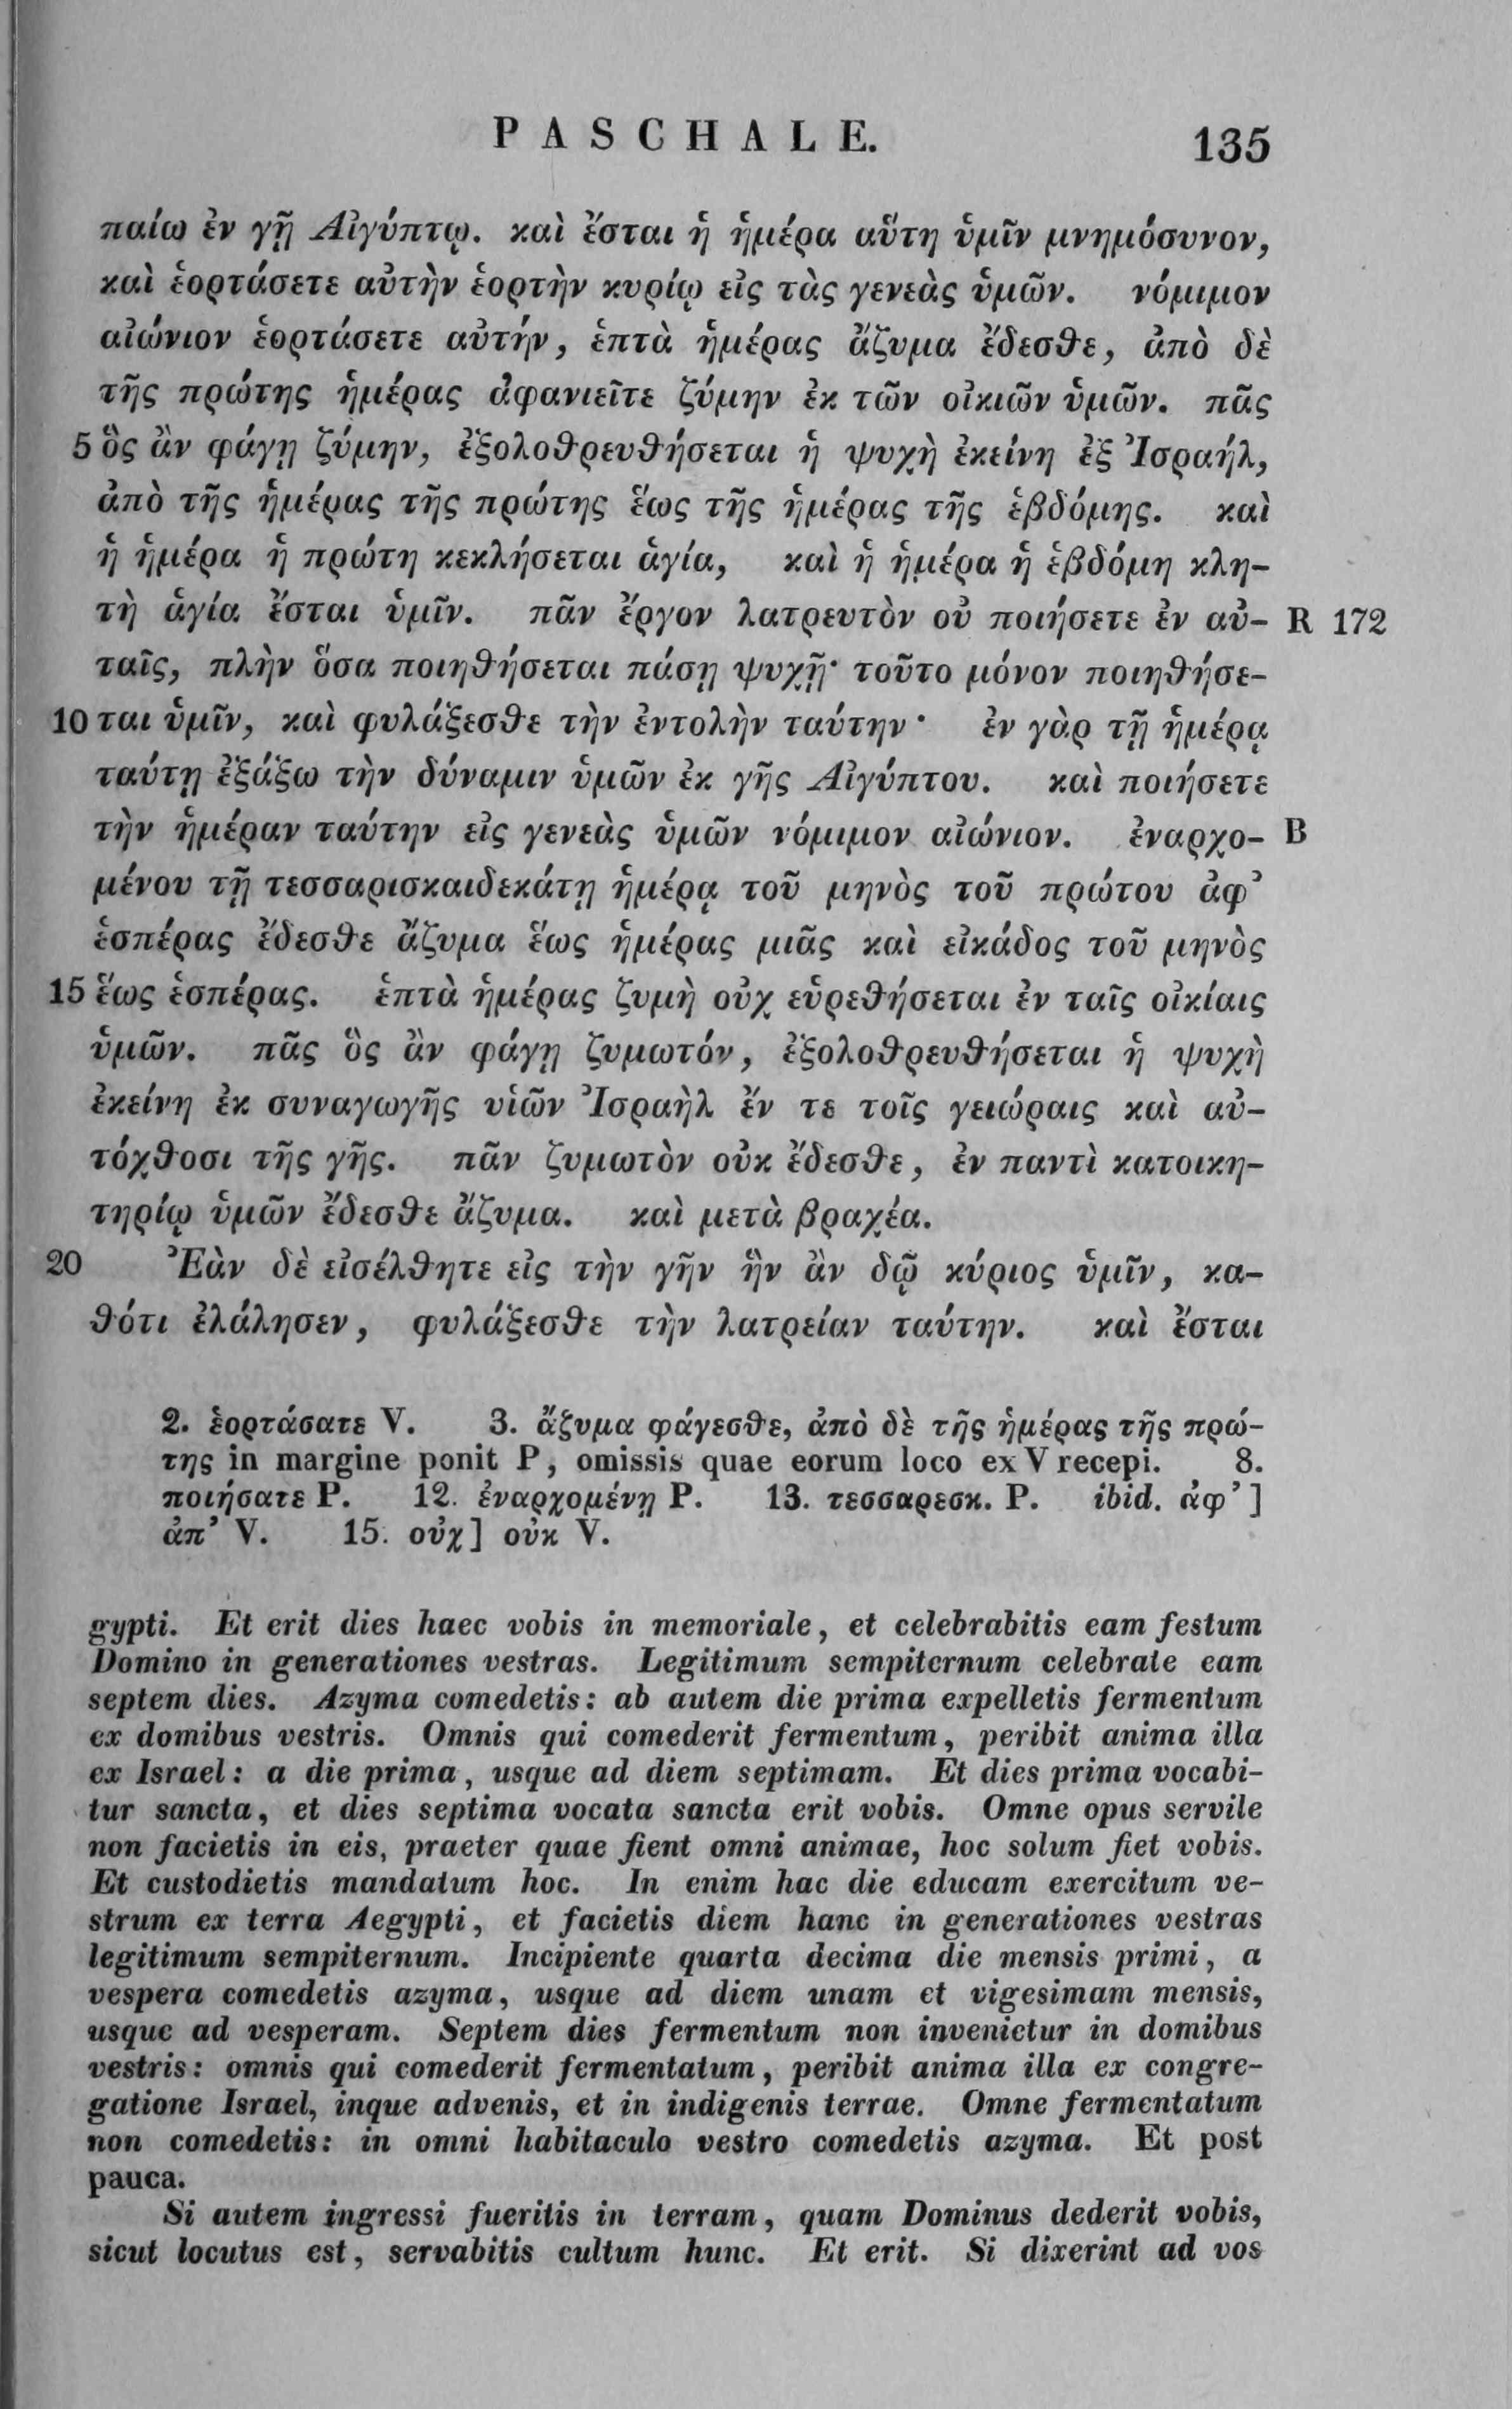 PASCHALE. 135
παίω ἐν γῇ Αἰγύπτῳ. καὶ ἔσται ἡ ἡμέρα αὕτη ὑμῖν μνημόσυνον,
καὶ ἑορτάσετε αὐτὴν ἑορτὴν κυρίῳ εἰς τὰς γενεὰς ὑμῶν. νόμιμον
αἰώνιον ἑορτάσετε αὐτήν, ἑπτὰ ἡμέρας ἄζυμα ἔδεσθε, ἀπὸ δὲ
τῆς πρώτης ἡμέρας ἀφανιεῖτε ζύμην ἐκ τῶν οἰκιῶν ὑμῶν. πᾶς
5 ὃς ἂν φάγῃ ζύμην, ἐξολοθρευθήσεται ἡ ψυχὴ ἐκείνη ἐξ Ἰσραήλ,
ἀπὸ τῆς ἡμέρας τῆς πρώτης ἕως τῆς ἡμέρας τῆς ἑβδόμης. καὶ
ἡ ἡμέρα ἡ πρώτη κεκλήσεται ἁγία, καὶ ἡ ἡμέρα ἡ ἑβδόμη κλη-
τὴ ἁγία ἔσται ὑμῖν. πᾶν ἔργον λατρευτὸν οὐ ποιήσετε ἐν αὐ- R 172
ταῖς, πλὴν ὅσα ποιηθήσεται πάσῃ ψυχῇ· τοῦτο μόνον ποιηθήσε-
10 ται ὑμῖν, καὶ φυλάξεσθε τὴν ἐντολὴν ταύτην· ἐν γὰρ τῇ ἡμέρᾳ
ταύτῃ ἐξάξω τὴν δύναμιν ὑμῶν ἐκ γῆς Αἰγύπτου. καὶ ποιήσετε
τὴν ἡμέραν ταύτην εἰς γενεὰς ὑμῶν νόμιμον αἰώνιον. ἐναρχο- B
μένου τῇ τεσσαρισκαιδεκάτῃ ἡμέρᾳ τοῦ μηνὸς τοῦ πρώτου ἀφ’
ἑσπέρας ἔδεσθε ἄζυμα ἕως ἡμέρας μιᾶς καὶ εἰκάδος τοῦ μηνὸς
15 ἕως ἑσπέρας. ἑπτὰ ἡμέρας ζυμὴ οὐχ εὑρεθήσεται ἐν ταῖς οἰκίαις
ὑμῶν. πᾶς ὃς ἂν φάγῃ ζυμωτόν, ἐξολοθρευθήσεται ἡ ψυχὴ
ἐκείνη ἐκ συναγωγῆς υἱῶν Ἰσραὴλ ἔν τε τοῖς γειώραις καὶ αὐ-
τόχθοσι τῆς γῆς. πᾶν ζυμωτὸν οὐκ ἔδεσθε, ἐν παντὶ κατοικη-
τηρίῳ ὑμῶν ἔδεσθε ἄζυμα. καὶ μετὰ βραχέα.
20 Ἐὰν δὲ εἰσέλθητε εἰς τὴν γῆν ἣν ἂν δῷ κύριος ὑμῖν, κα-
θότι ἐλάλησεν, φυλάξεσθε τὴν λατρείαν ταύτην. καὶ ἔσται
2. ἑορτάσατε V. 3. ἄζυμα φάγεσθε, ἀπὸ δὲ τῆς ἡμέρας τῆς πρώ-
της in margine ponit P, omissis quae eorum loco ex V recepi. 8.
ποιήσατε P. 12. ἐναρχομένῃ P. 13. τεσσαρεσκ. P. ibid. ἀφ’]
ἀπ’ V. 15. οὐχ] οὐκ V.
gypti. Et erit dies haec vobis in memoriale, et celebrabitis eam festum
Domino in generationes vestras. Legitimum sempiternum celebrate eam
septem dies. Azyma comedetis: ab autem die prima expelletis fermentum
ex domibus vestris. Omnis qui comederit fermentum, peribit anima illa
ex Israel: a die prima, usque ad diem septimam. Et dies prima vocabi-
tur sancta, et dies septima vocata sancta erit vobis. Omne opus servile
non facietis in eis, praeter quae fient omni animae, hoc solum fiet vobis.
Et custodietis mandatum hoc. In enim hac die educam exercitum ve-
strum ex terra Aegypti, et facietis diem hanc in generationes vestras
legitimum sempiternum. Incipiente quarta decima die mensis primi, a
vespera comedetis azyma, usque ad diem unam et vigesimam mensis,
usque ad vesperam. Septem dies fermentum non invenietur in domibus
vestris: omnis qui comederit fermentatum, peribit anima illa ex congre-
gatione Israel, inque advenis, et in indigenis terrae. Omne fermentatum
non comedetis: in omni habitaculo vestro comedetis azyma. Et post
pauca.
Si autem ingressi fueritis in terram, quam Dominus dederit vobis,
sicut locutus est, servabitis cultum hunc. Et erit. Si dixerint ad vos